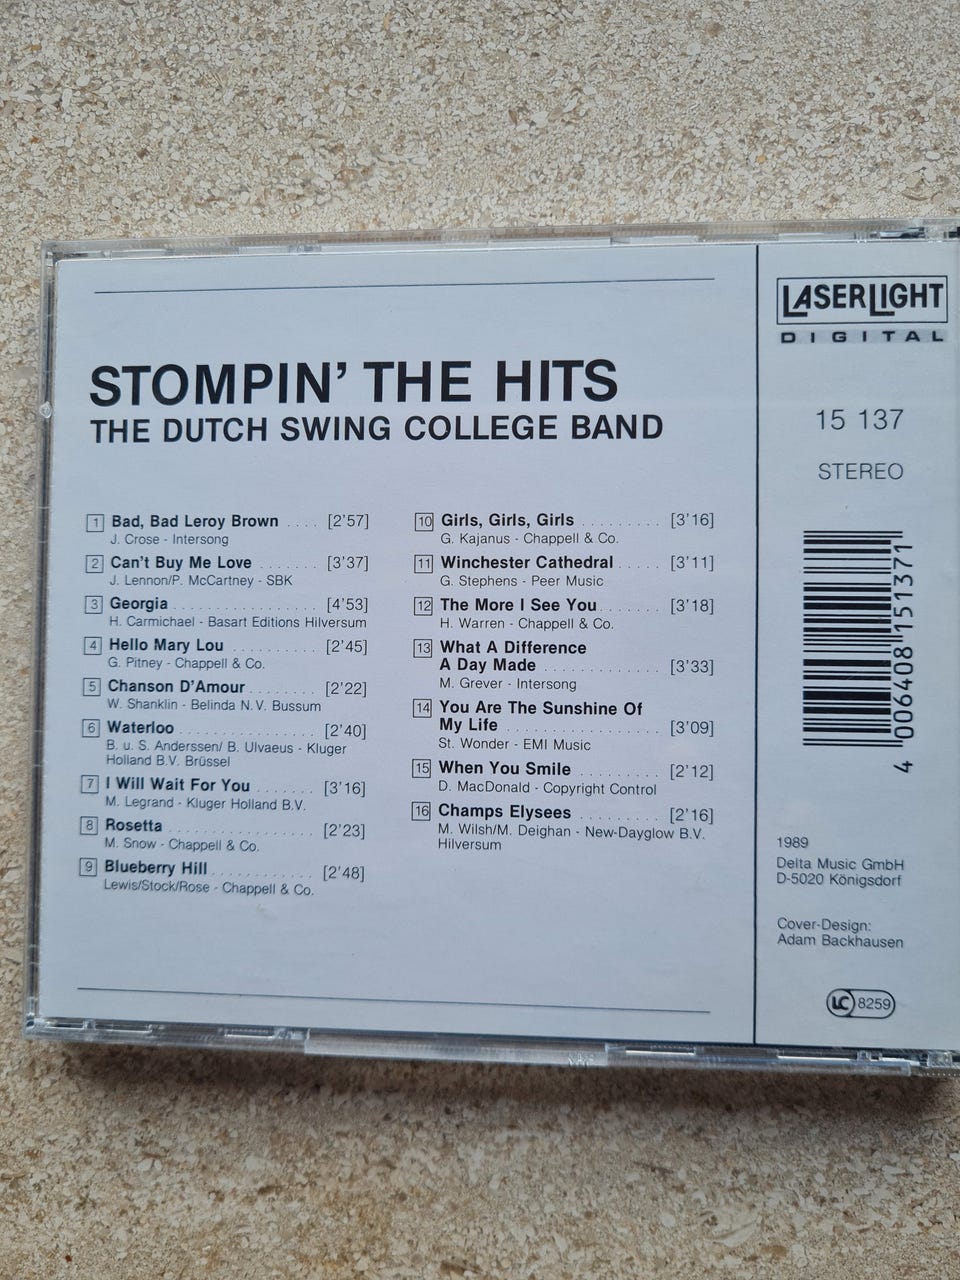 STOMPIN' THE HITS
THE DUTCH SWING COLLEGE BAND
1 Bad, Bad Leroy Brown .... [2'57]
J. Crose - Intersong
2 Can't Buy Me Love ....... [3'37]
J. Lennon/P. McCartney - SBK
3 Georgia ................. [4'53]
H. Carmichael - Basart Editions Hilversum
4 Hello Mary Lou .......... [2'45]
G. Pitney - Chappell & Co.
5 Chanson D'Amour ........ [2'22]
W. Shanklin - Belinda N.V. Bussum
6 Waterloo ................ [2'40]
B. u. S. Anderssen/ B. Ulvaeus - Kluger
Holland B.V. Brüssel
7 I Will Wait For You ....... [3'16]
M. Legrand - Kluger Holland B.V.
8 Rosetta ................. [2'23]
M. Snow - Chappell & Co.
9 Blueberry Hill ............ [2'48]
Lewis/Stock/Rose - Chappell & Co.
10 Girls, Girls, Girls ......... [3'16]
G. Kajanus - Chappell & Co.
11 Winchester Cathedral ..... [3'11]
G. Stephens - Peer Music
12 The More I See You ....... [3'18]
H. Warren - Chappell & Co.
13 What A Difference
A Day Made ............. [3'33]
M. Grever - Intersong
14 You Are The Sunshine Of
My Life .................. [3'09]
St. Wonder - EMI Music
15 When You Smile ......... [2'12]
D. MacDonald - Copyright Control
16 Champs Elysees ......... [2'16]
M. Wilsh/M. Deighan - New-Dayglow B.V.
Hilversum
LASERLIGHT
DIGITAL
15 137
STEREO
4 006408 151371
1989
Delta Music GmbH
D-5020 Königsdorf
Cover-Design:
Adam Backhausen
LC 8259